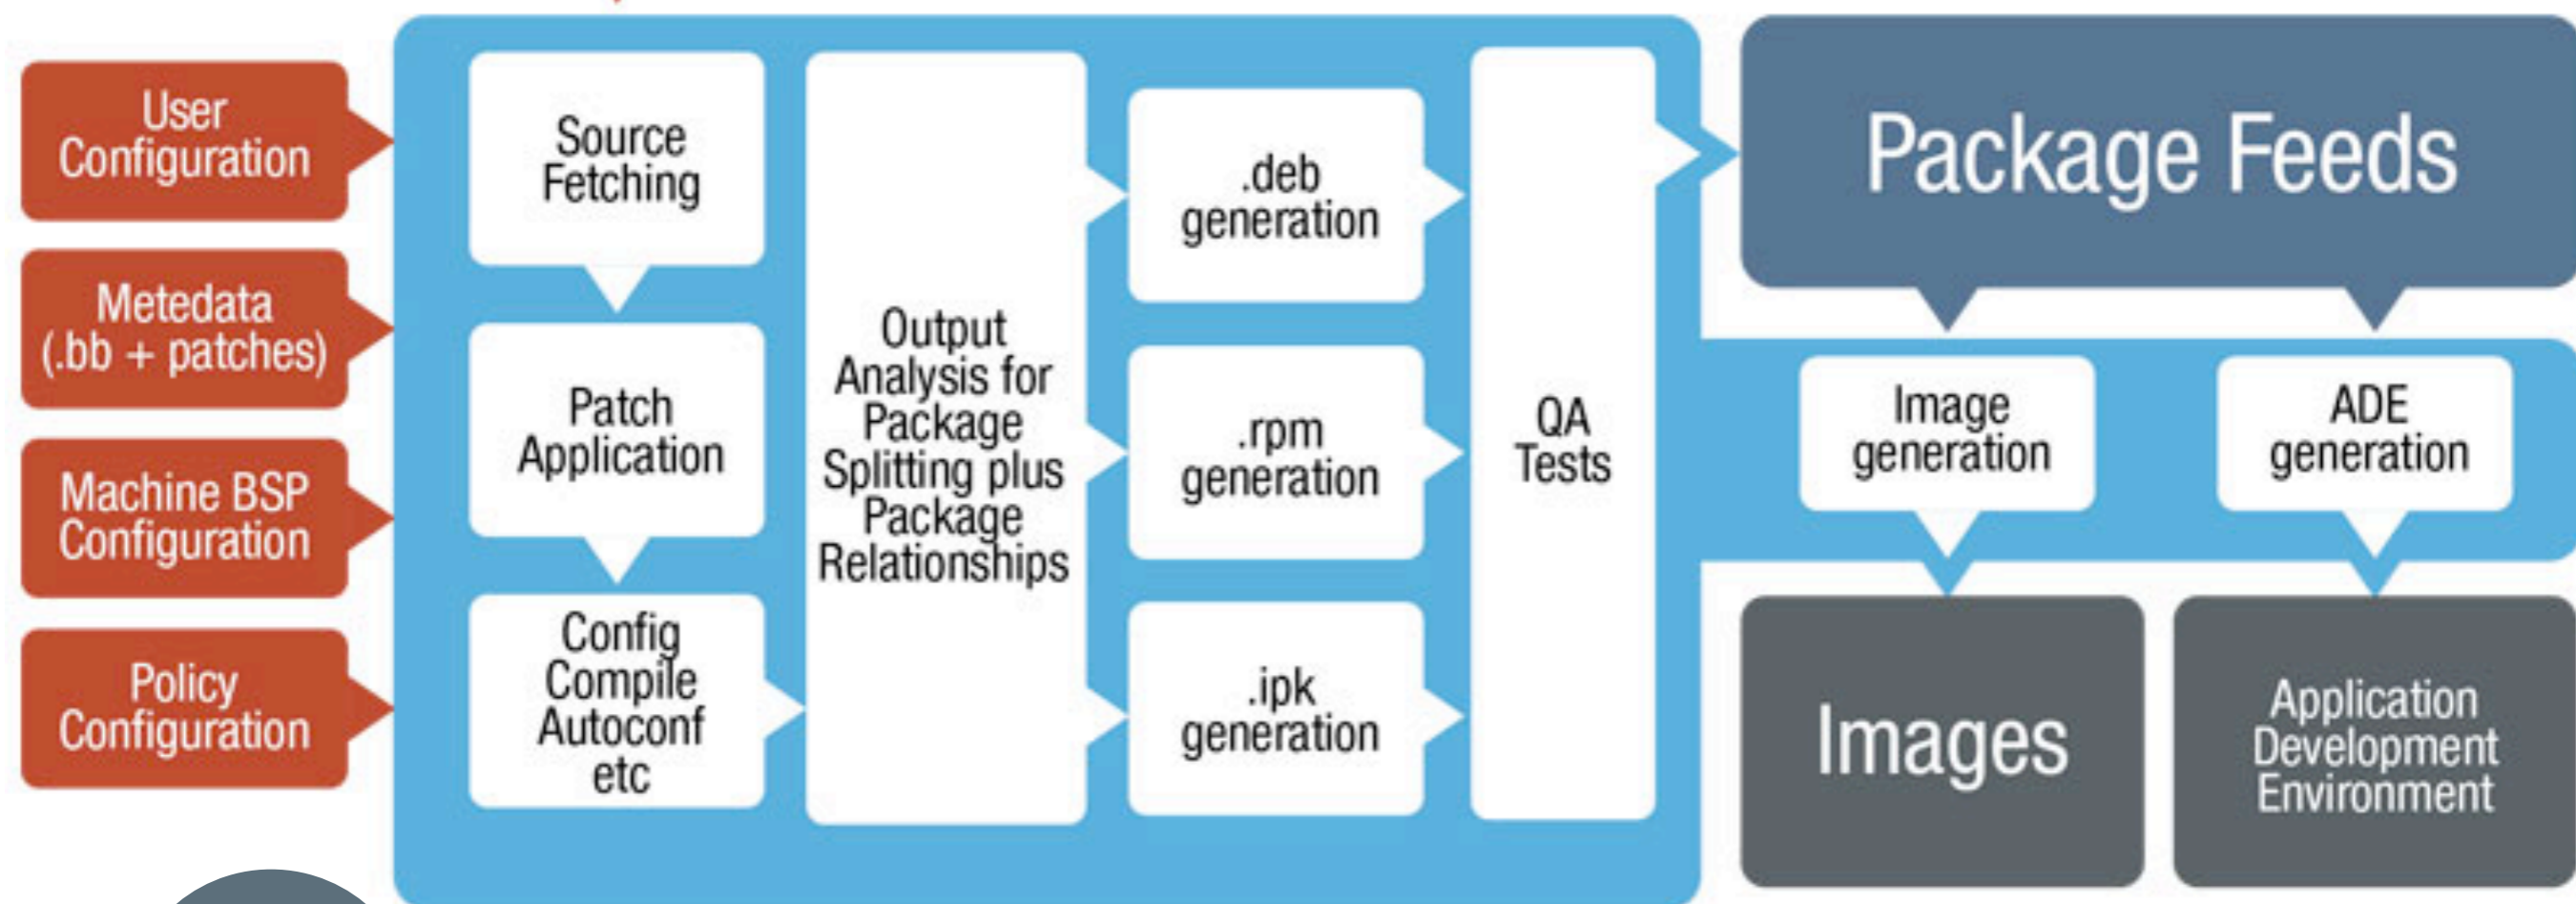 User
Configuration
Metedata
(.bb + patches)
Machine BSP
Configuration
Policy
Configuration
Source
Fetching
Patch
Application
Config
Compile
Autoconf
etc
Output
Analysis for
Package
Splitting plus
Package
Relationships
.deb
generation
.rpm
generation
.ipk
generation
QA
Tests
Package Feeds
Image
generation
ADE
generation
Images
Application
Development
Environment